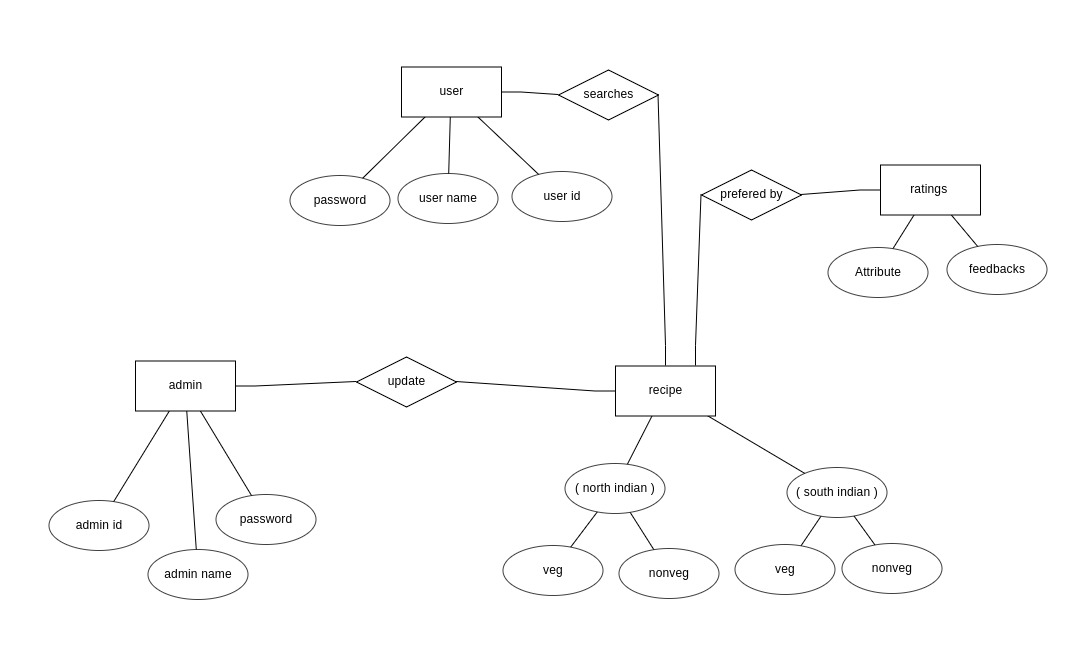 user
searches
password
user name
user id
prefered by
ratings
Attribute
feedbacks
admin
update
recipe
admin id
admin name
password
( north indian )
( south indian )
veg
nonveg
veg
nonveg